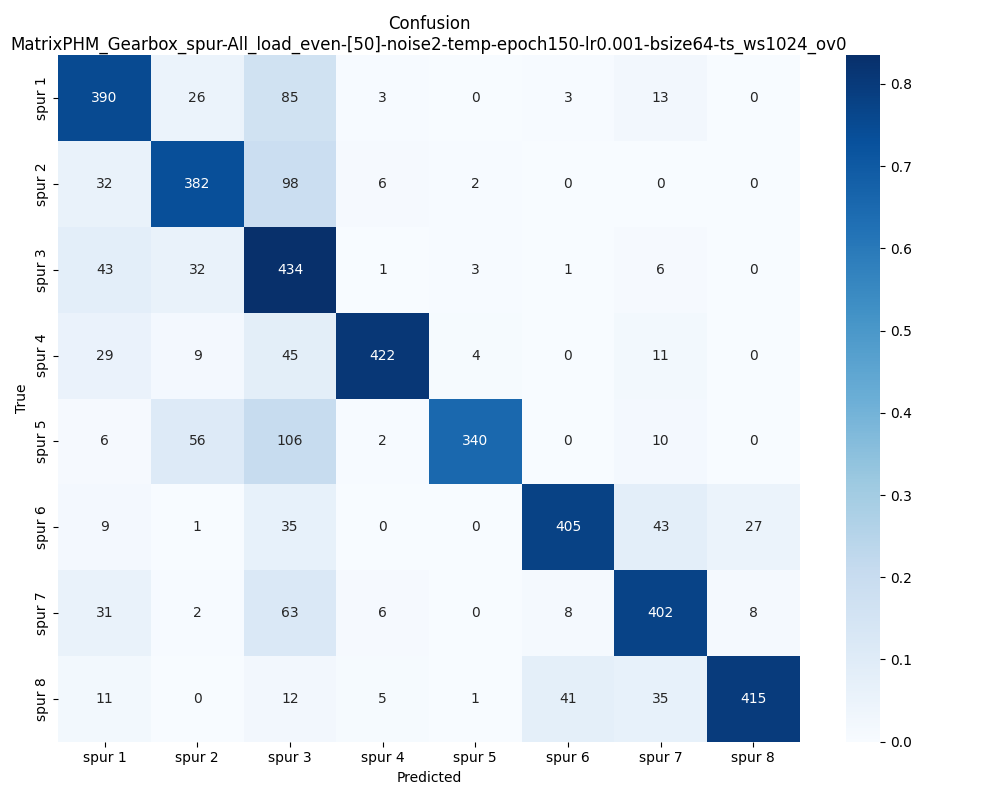 Confusion
MatrixPHM_Gearbox_spur-All_load_even-[50]-noise2-temp-epoch150-lr0.001-bsize64-ts_ws1024_ov0
spur 1 390 26 85 3 0 3 13 0
spur 2 32 382 98 6 2 0 0 0
spur 3 43 32 434 1 3 1 6 0
spur 4 29 9 45 422 4 0 11 0
spur 5 6 56 106 2 340 0 10 0
spur 6 9 1 35 0 0 405 43 27
spur 7 31 2 63 6 0 8 402 8
spur 8 11 0 12 5 1 41 35 415
True
spur 1 spur 2 spur 3 spur 4 spur 5 spur 6 spur 7 spur 8
Predicted
0.8
0.7
0.6
0.5
0.4
0.3
0.2
0.1
0.0